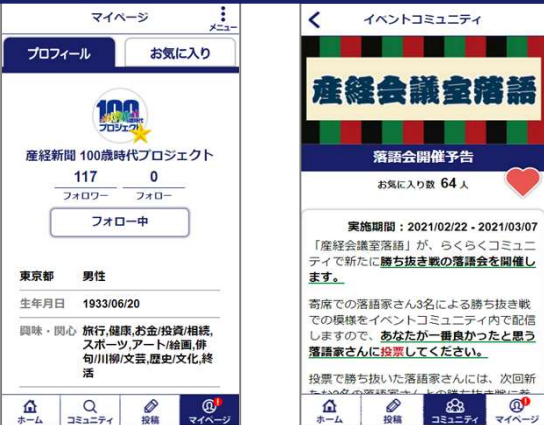 マイページ
メニュー
プロフィール
お気に入り
100歳時代
プロジェクト
産経新聞 100歳時代プロジェクト
117
0
フォロワー
フォロー
フォロー中
東京都 男性
生年月日 1933/06/20
興味・関心 旅行,健康,お金/投資/相続,
スポーツ,アート/絵画,俳
句/川柳/文芸,歴史/文化,終
活
ホーム
コミュニティ
投稿
マイページ
イベントコミュニティ
産経会議室落語
落語会開催予告
お気に入り数 64 人
実施期間:2021/02/22 - 2021/03/07
「産経会議室落語」が、らくらくコミュニ
ティで新たに勝ち抜き戦の落語会を開催し
ます。
寄席での落語家さん3名による勝ち抜き戦
での模様をイベントコミュニティ内で配信
しますので、あなたが一番良かったと思う
落語家さんに投票してください。
投票で勝ち抜いた落語家さんには、次回新
ホーム
投稿
コミュニティ
マイページ